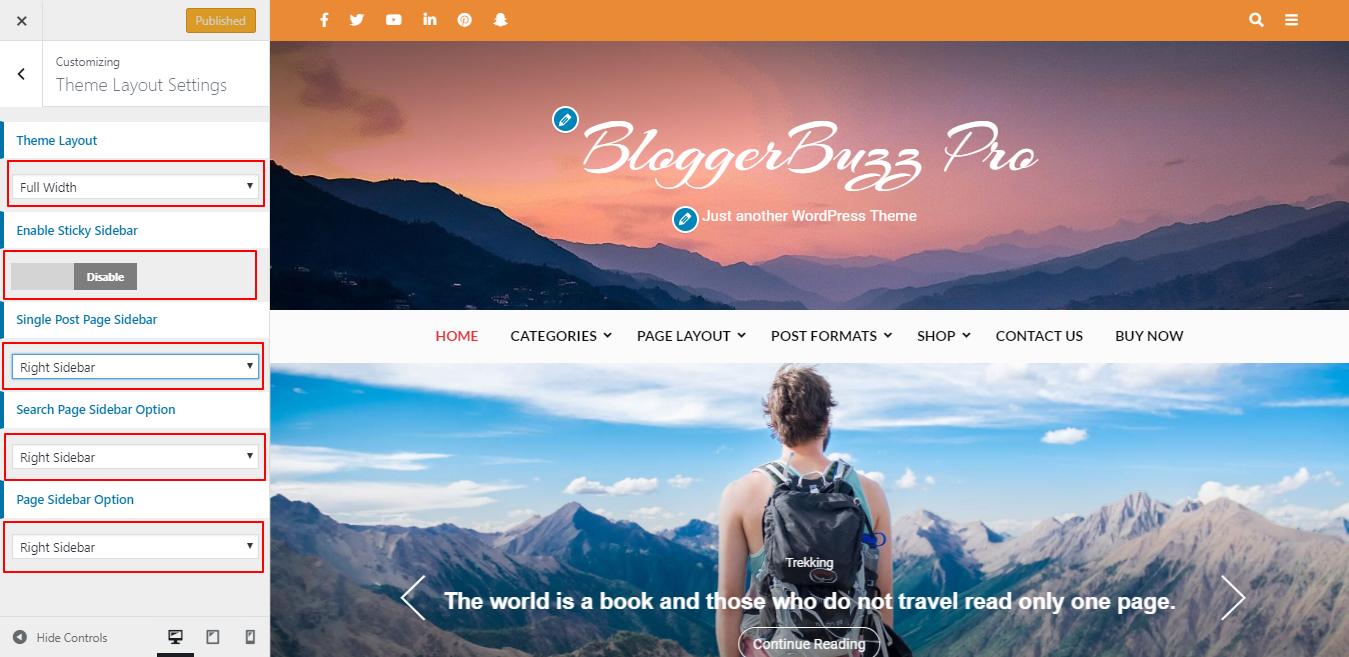 Published
Customizing
Theme Layout Settings
Theme Layout
Full Width
Enable Sticky Sidebar
Disable
Single Post Page Sidebar
Right Sidebar
Search Page Sidebar Option
Right Sidebar
Page Sidebar Option
Right Sidebar
Hide Controls
BloggerBuzz Pro
Just another WordPress Theme
HOME CATEGORIES PAGE LAYOUT POST FORMATS SHOP CONTACT US BUY NOW
Trekking
The world is a book and those who do not travel read only one page.
Continue Reading